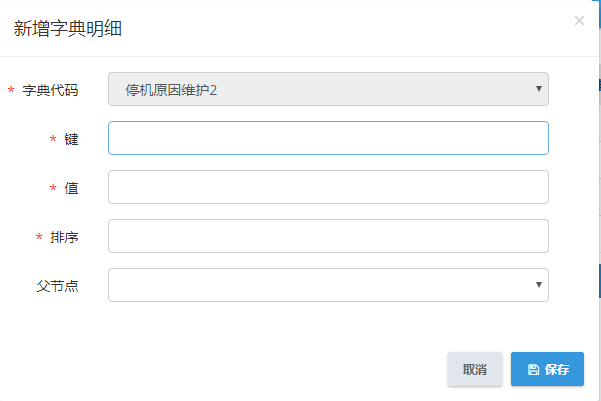 新增字典明细
×
* 字典代码 停机原因维护2
* 键
* 值
* 排序
父节点
取消 保存